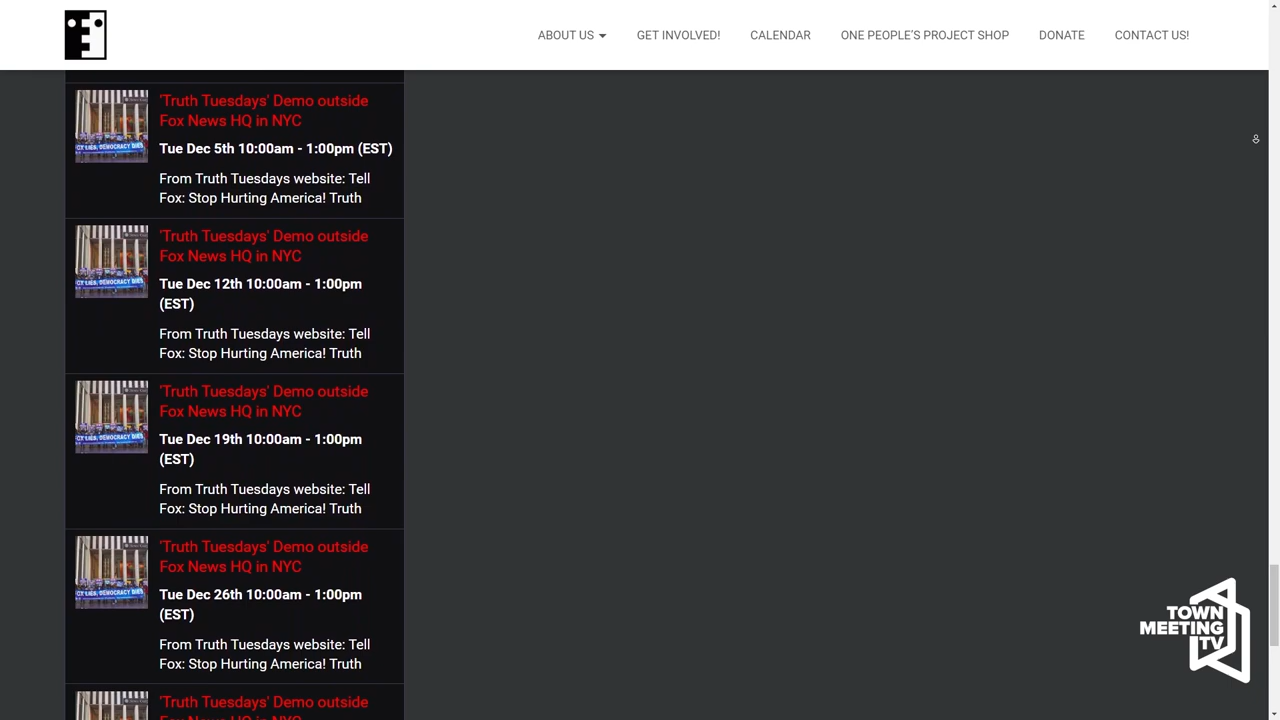 ABOUT US
GET INVOLVED!
CALENDAR
ONE PEOPLE'S PROJECT SHOP
DONATE
CONTACT US!
'Truth Tuesdays' Demo outside
Fox News HQ in NYC
Tue Dec 5th 10:00am - 1:00pm (EST)
From Truth Tuesdays website: Tell
Fox: Stop Hurting America! Truth
'Truth Tuesdays' Demo outside
Fox News HQ in NYC
Tue Dec 12th 10:00am - 1:00pm
(EST)
From Truth Tuesdays website: Tell
Fox: Stop Hurting America! Truth
'Truth Tuesdays' Demo outside
Fox News HQ in NYC
Tue Dec 19th 10:00am - 1:00pm
(EST)
From Truth Tuesdays website: Tell
Fox: Stop Hurting America! Truth
'Truth Tuesdays' Demo outside
Fox News HQ in NYC
Tue Dec 26th 10:00am - 1:00pm
(EST)
From Truth Tuesdays website: Tell
Fox: Stop Hurting America! Truth
'Truth Tuesdays' Demo outside
Fox News HQ in NYC
TOWN
MEETING
TV